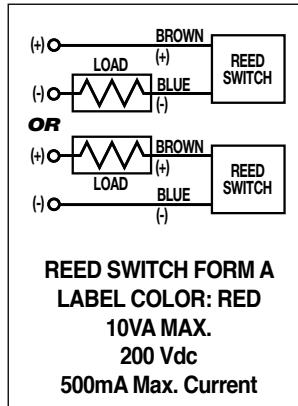 (+) BROWN (+) REED SWITCH
LOAD
(-) BLUE (-)
OR
(+) BROWN (+) REED SWITCH
LOAD
(-) BLUE (-)
REED SWITCH FORM A
LABEL COLOR: RED
10VA MAX.
200 Vdc
500mA Max. Current